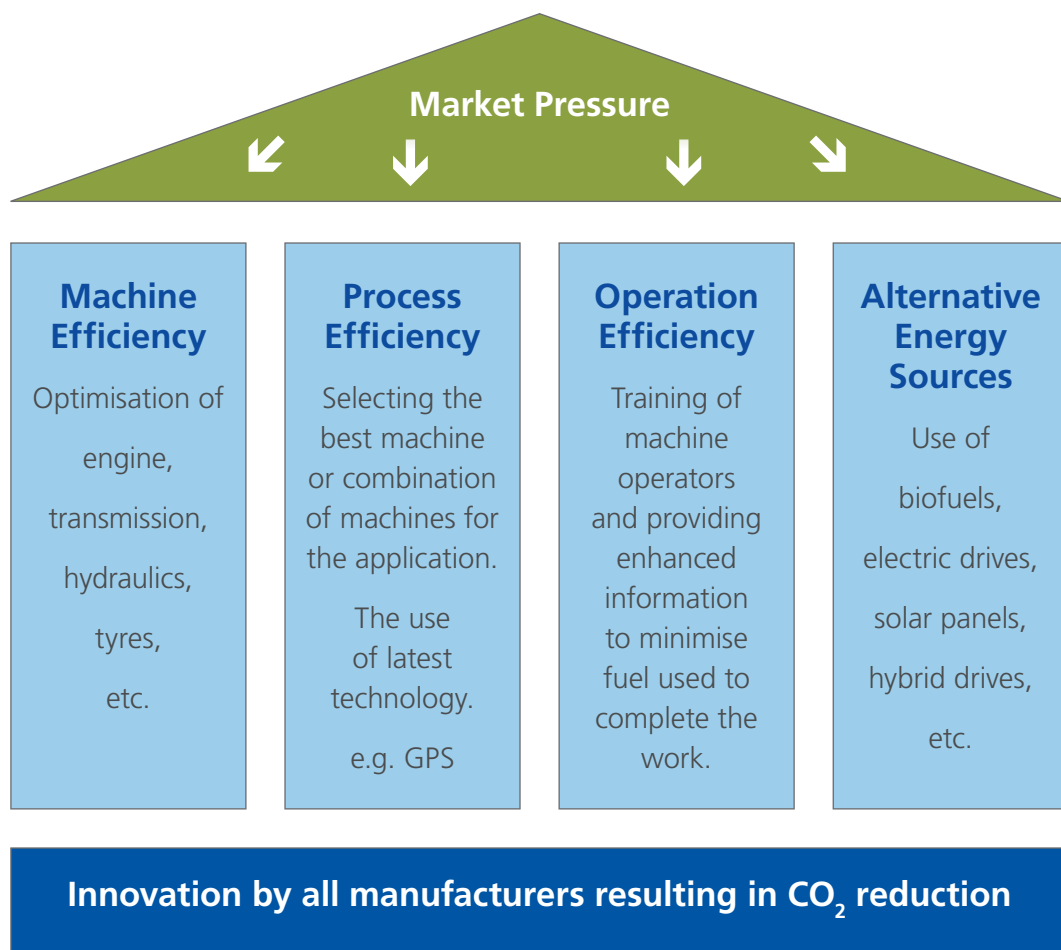 Market Pressure
Machine
Efficiency
Optimisation of
engine,
transmission,
hydraulics,
tyres,
etc.
Process
Efficiency
Selecting the
best machine
or combination
of machines for
the application.
The use
of latest
technology.
e.g. GPS
Operation
Efficiency
Training of
machine
operators
and providing
enhanced
information
to minimise
fuel used to
complete the
work.
Alternative
Energy
Sources
Use of
biofuels,
electric drives,
solar panels,
hybrid drives,
etc.
Innovation by all manufacturers resulting in CO₂ reduction